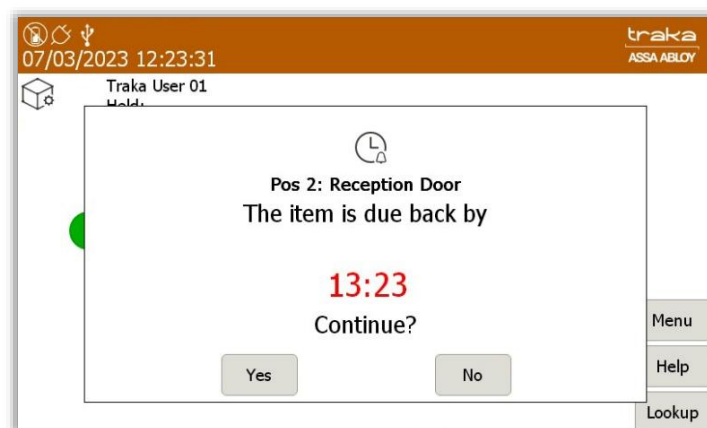 07/03/2023 12:23:31
traka
ASSA ABLOY
Traka User 01
Pos 2: Reception Door
The item is due back by
13:23
Continue?
Yes
No
Menu
Help
Lookup